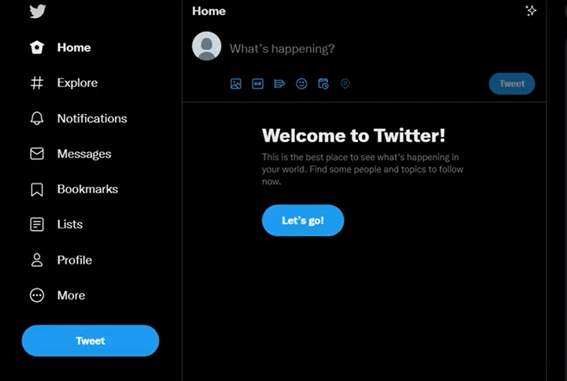 Home
Explore
Notifications
Messages
Bookmarks
Lists
Profile
More
Tweet
Home
What's happening?
GIF
Tweet
Welcome to Twitter!
This is the best place to see what's happening in
your world. Find some people and topics to follow
now.
Let's go!